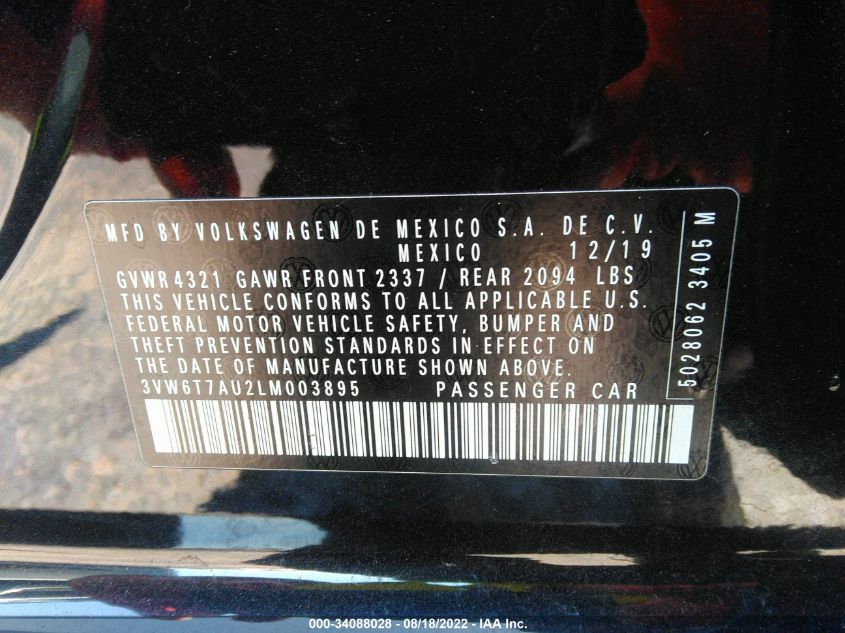 MFD BY VOLKSWAGEN DE MEXICO S.A. DE C.V.
MEXICO 12/19
GVWR 4321 GAWR FRONT 2337 / REAR 2094 LBS
THIS VEHICLE CONFORMS TO ALL APPLICABLE U.S.
FEDERAL MOTOR VEHICLE SAFETY, BUMPER AND
THEFT PREVENTION STANDARDS IN EFFECT ON
THE DATE OF MANUFACTURE SHOWN ABOVE.
3VW6T7AU2LM003895 PASSENGER CAR
5028062 3405 M
000-34088028 - 08/18/2022 - IAA Inc.